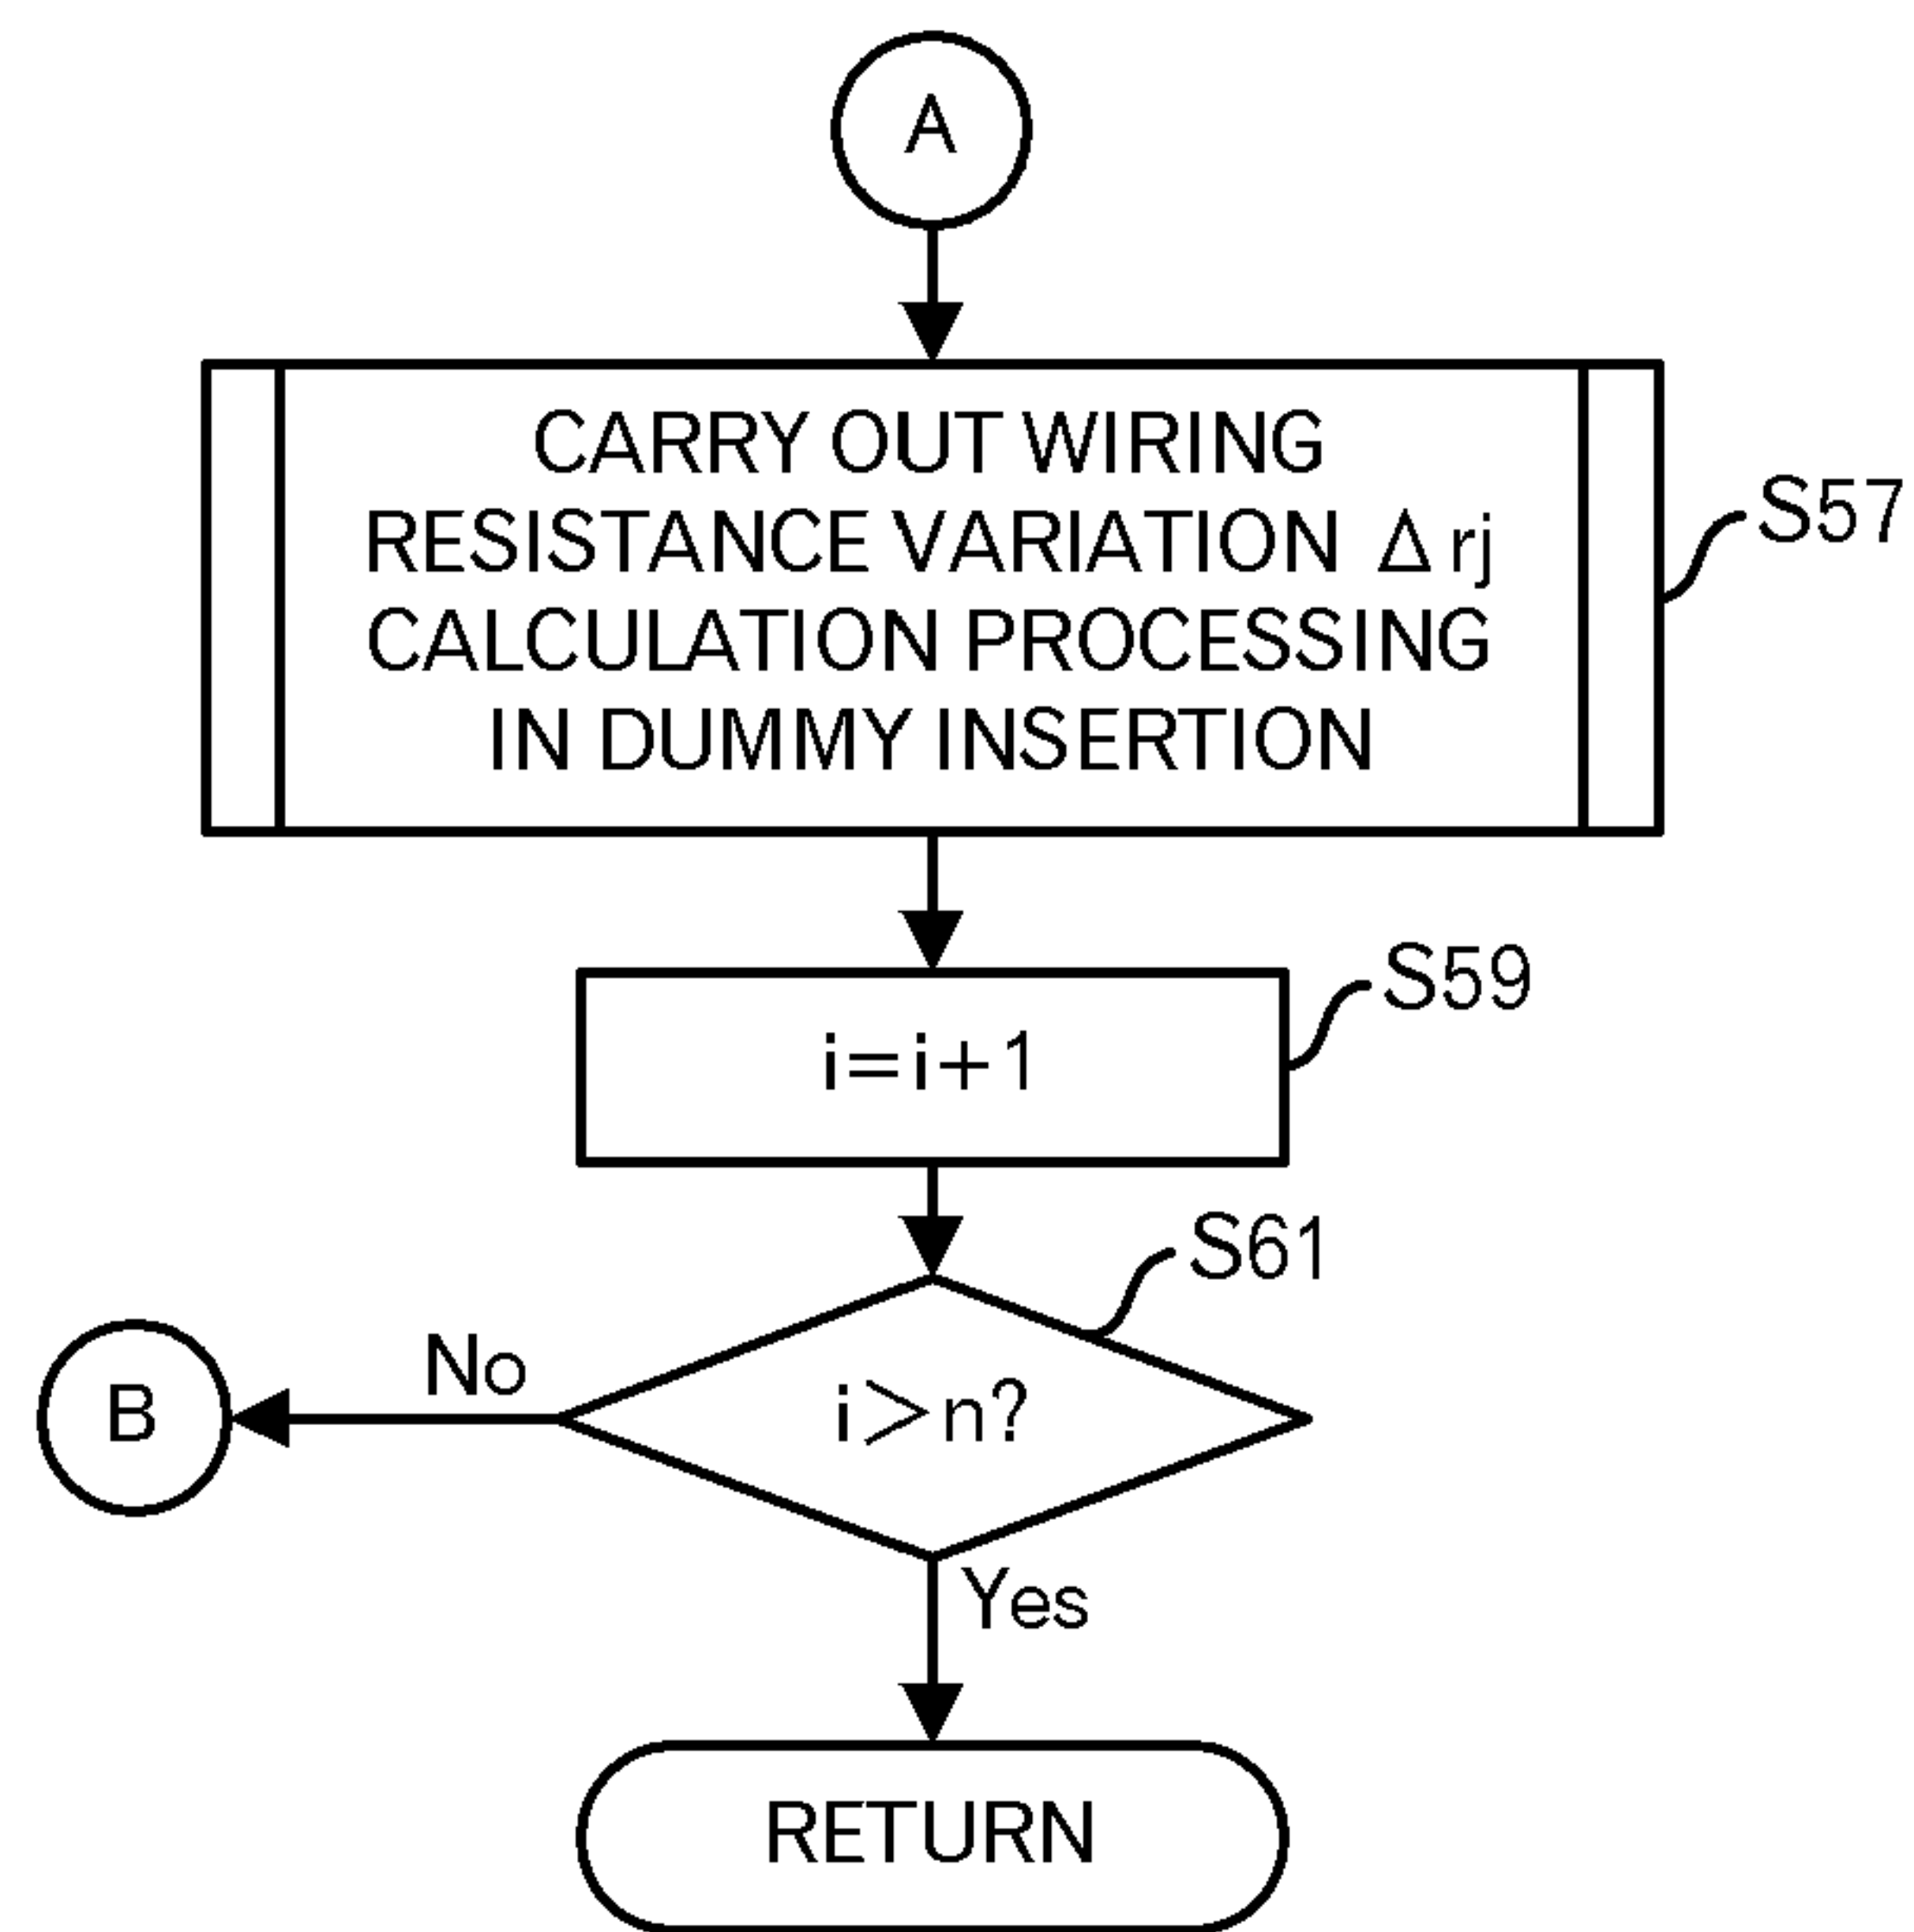 A
CARRY OUT WIRING
RESISTANCE VARIATION Δrj
CALCULATION PROCESSING
IN DUMMY INSERTION
S57
i=i+1
S59
S61
i>n?
No
B
Yes
RETURN